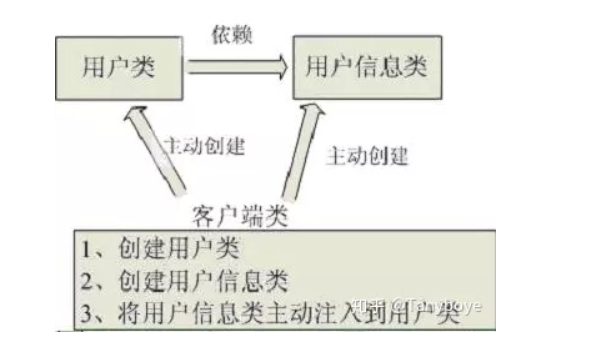 依赖
用户类
用户信息类
主动创建
主动创建
客户端类
1、创建用户类
2、创建用户信息类
3、将用户信息类主动注入到用户类
知乎 @Tanyboye